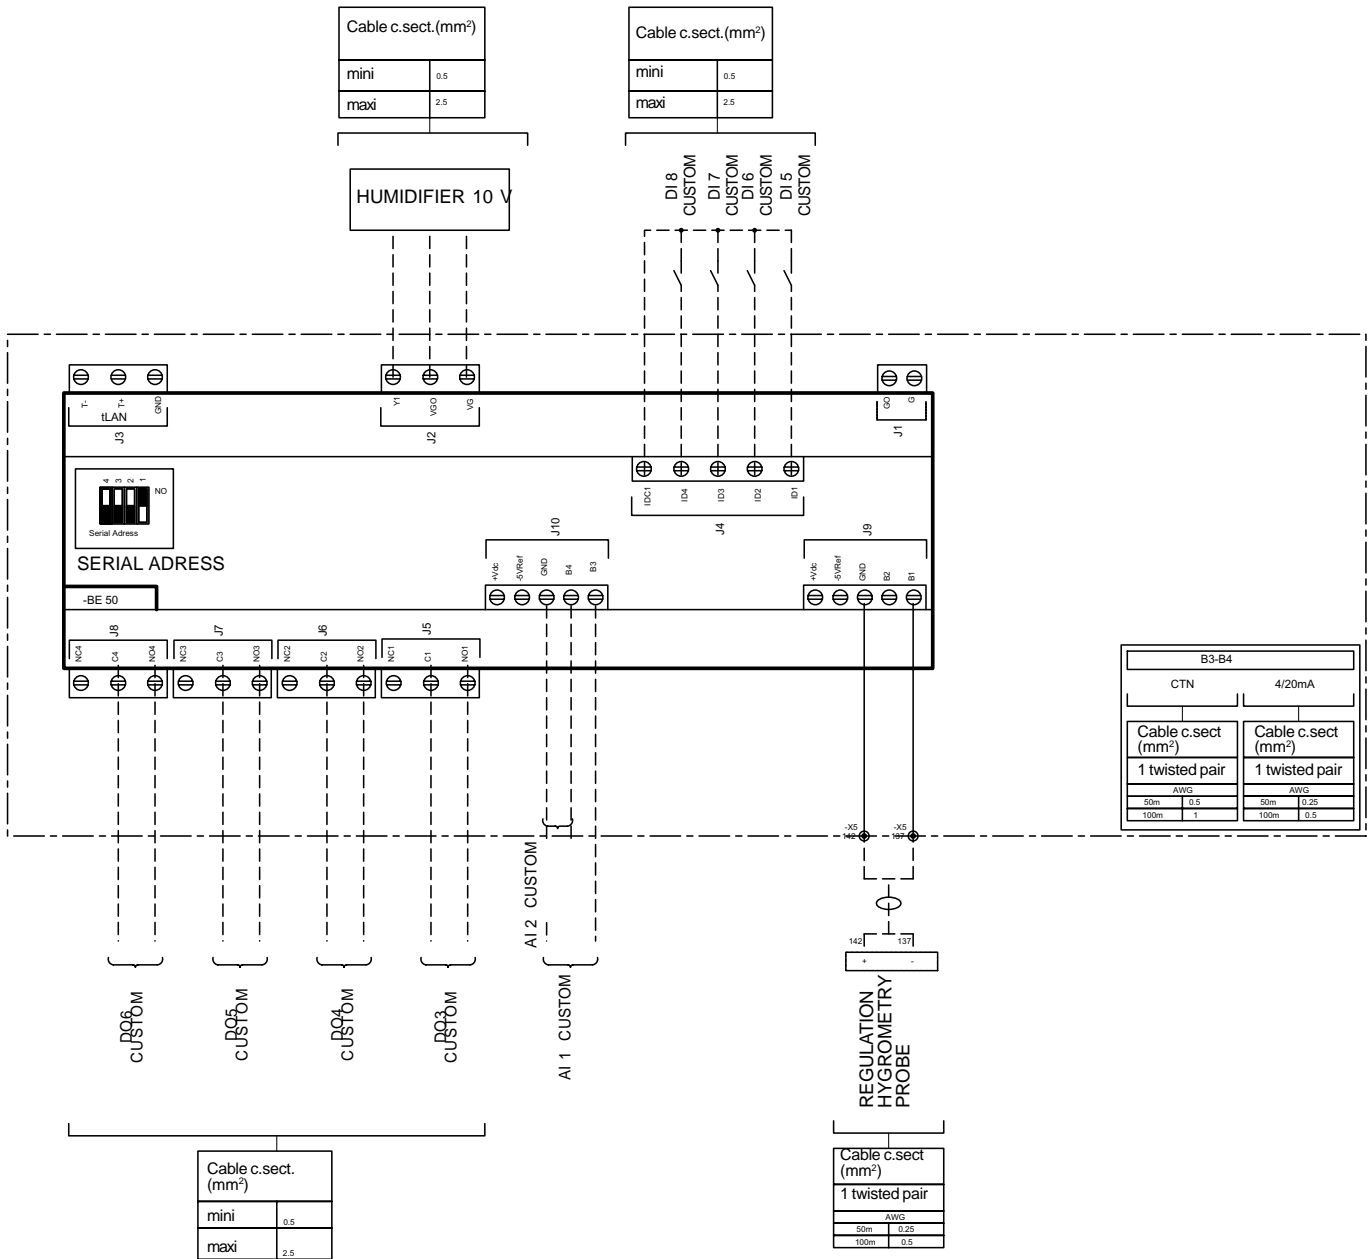 Cable c.sect.(mm²)
mini 0.5
maxi 2.5
Cable c.sect.(mm²)
mini 0.5
maxi 2.5
HUMIDIFIER 10 V
DI 8
CUSTOM
DI 7
CUSTOM
DI 6
CUSTOM
DI 5
CUSTOM
T- T+ GND
tLAN
J3
Y1 VGO VG
J2
GO G
J1
4 3 2 1
NO
Serial Adress
SERIAL ADRESS
IDC1 ID4 ID3 ID2 ID1
J4
J10
+Vdc -5VRef GND B4 B3
J9
+Vdc -5VRef GND B2 B1
-BE 50
J8
NC4 C4 NO4
J7
NC3 C3 NO3
J6
NC2 C2 NO2
J5
NC1 C1 NO1
B3-B4
CTN 4/20mA
Cable c.sect
(mm²)
1 twisted pair
AWG
50m 0.5
100m 1
Cable c.sect
(mm²)
1 twisted pair
AWG
50m 0.25
100m 0.5
-X5
142
-X5
137
142 137
+ -
DO6
CUSTOM
DO5
CUSTOM
DO4
CUSTOM
DO3
CUSTOM
AI 2 CUSTOM
AI 1 CUSTOM
REGULATION
HYGROMETRY
PROBE
Cable c.sect.
(mm²)
mini 0.5
maxi 2.5
Cable c.sect
(mm²)
1 twisted pair
AWG
50m 0.25
100m 0.5